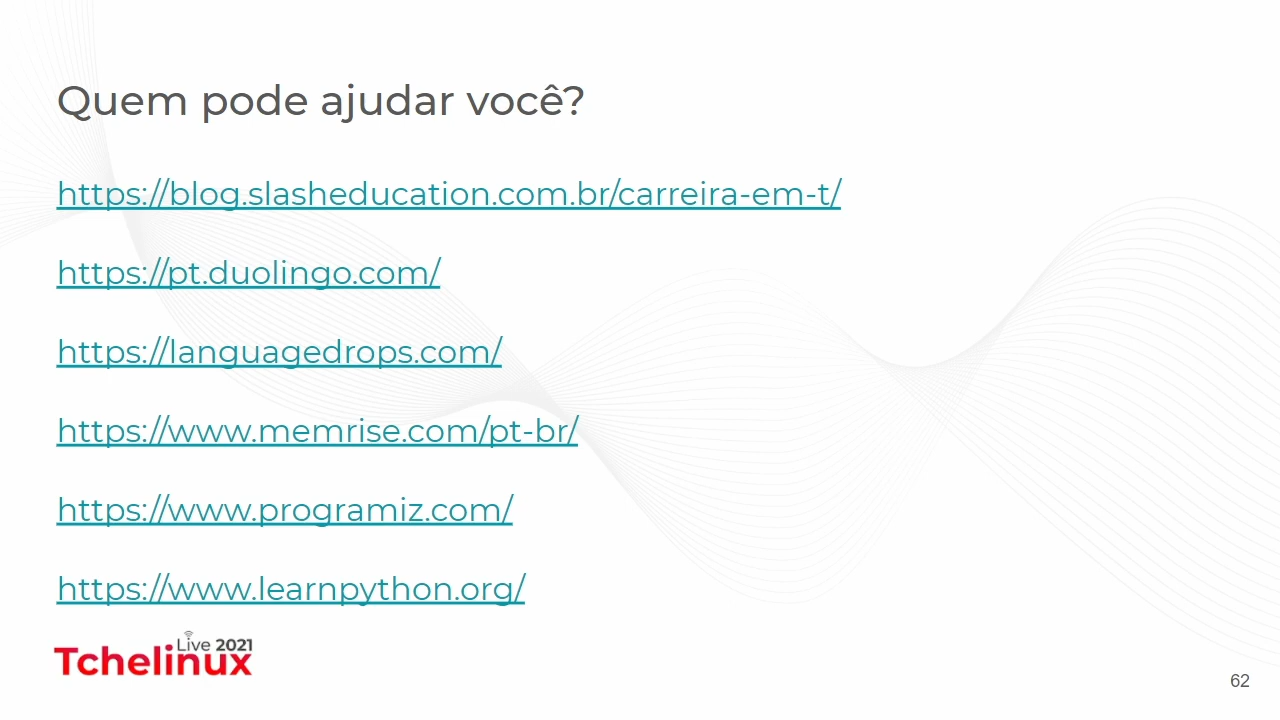 Quem pode ajudar você?
https://blog.slasheducation.com.br/carreira-em-t/
https://pt.duolingo.com/
https://languagedrops.com/
https://www.memrise.com/pt-br/
https://www.programiz.com/
https://www.learnpython.org/
Live 2021
Tchelinux
62